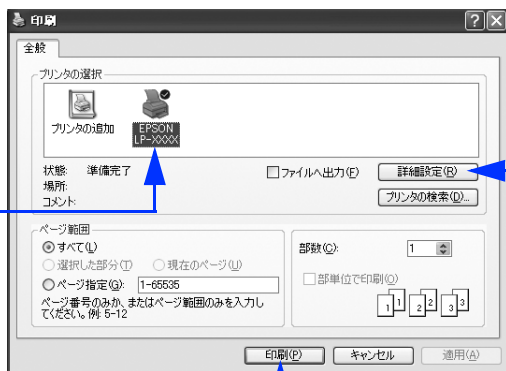 印刷
全般
プリンタの選択
プリンタの追加
EPSON
LP-XXXX
状態: 準備完了
場所:
コメント:
ファイルへ出力(F)
詳細設定(R)
プリンタの検索(D)...
ページ範囲
すべて(L)
選択した部分(T) 現在のページ(U)
ページ指定(G): 1-65535
ページ番号のみか、またはページ範囲のみを入力し
てください。例: 5-12
部数(C): 1
部単位で印刷(O)
1 1 2 2 3 3
印刷(P) キャンセル 適用(A)